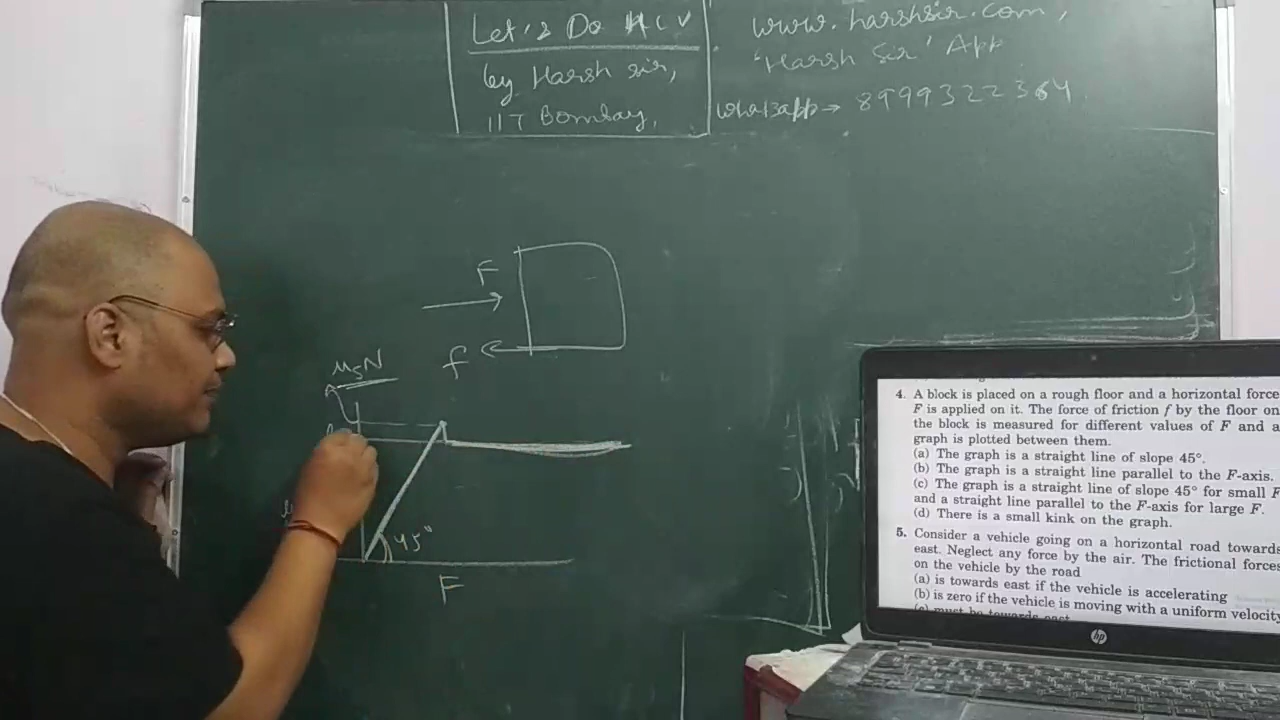 Let's Do HCV
by Harsh sir,
IIT Bombay.
www.harshsir.com,
'Harsh Sir' App
Whatsapp → 8999322364
F
f
μsN
45°
F
4. A block is placed on a rough floor and a horizontal force
F is applied on it. The force of friction f by the floor on
the block is measured for different values of F and a
graph is plotted between them.
(a) The graph is a straight line of slope 45°.
(b) The graph is a straight line parallel to the F-axis.
(c) The graph is a straight line of slope 45° for small F
and a straight line parallel to the F-axis for large F.
(d) There is a small kink on the graph.
5. Consider a vehicle going on a horizontal road towards
east. Neglect any force by the air. The frictional forces
on the vehicle by the road
(a) is towards east if the vehicle is accelerating
(b) is zero if the vehicle is moving with a uniform velocity
(c) must be towards east
hp